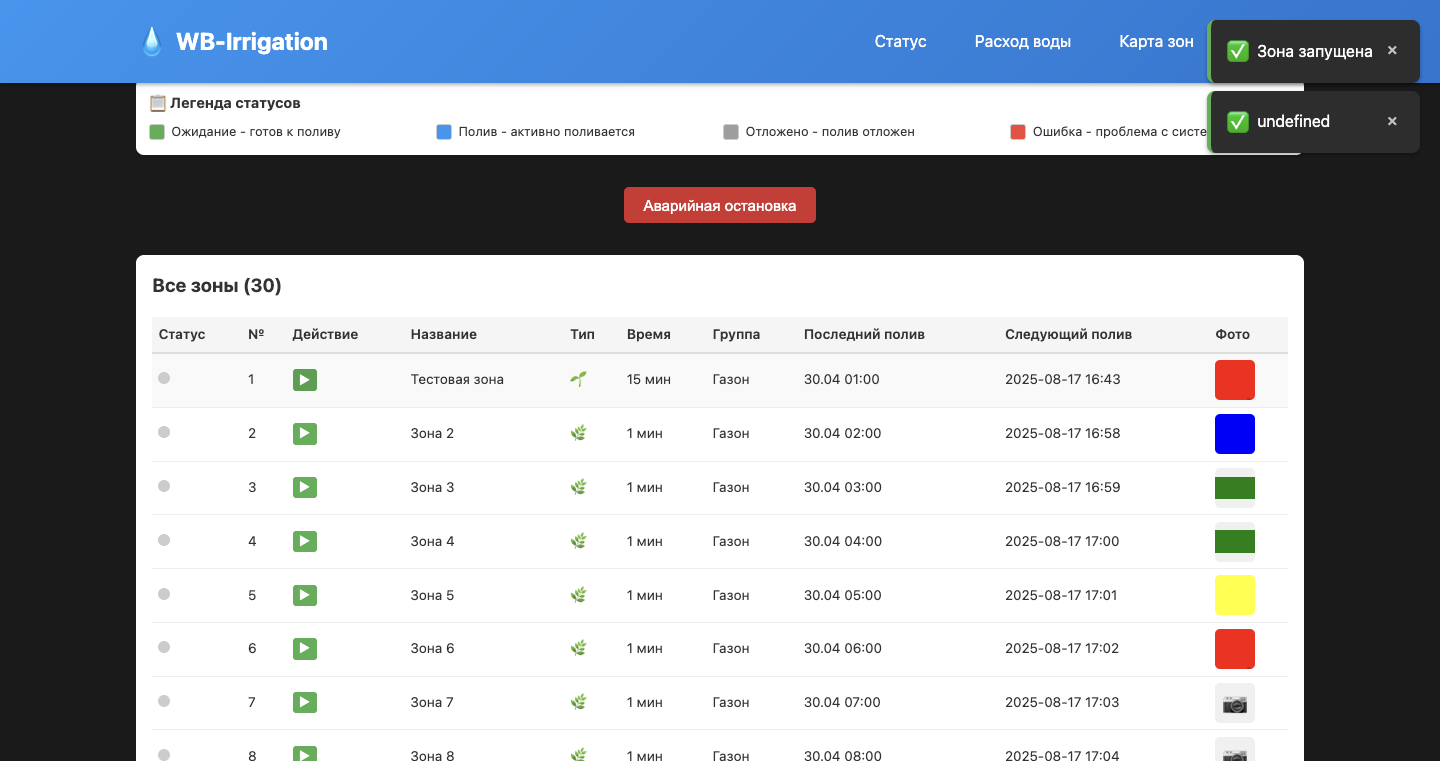 WB-Irrigation
Статус Расход воды Карта зон
Зона запущена ×
undefined ×
Легенда статусов
Ожидание - готов к поливу Полив - активно поливается Отложено - полив отложен Ошибка - проблема с систе
Аварийная остановка
Все зоны (30)
Статус № Действие Название Тип Время Группа Последний полив Следующий полив Фото
1 Тестовая зона 15 мин Газон 30.04 01:00 2025-08-17 16:43
2 Зона 2 1 мин Газон 30.04 02:00 2025-08-17 16:58
3 Зона 3 1 мин Газон 30.04 03:00 2025-08-17 16:59
4 Зона 4 1 мин Газон 30.04 04:00 2025-08-17 17:00
5 Зона 5 1 мин Газон 30.04 05:00 2025-08-17 17:01
6 Зона 6 1 мин Газон 30.04 06:00 2025-08-17 17:02
7 Зона 7 1 мин Газон 30.04 07:00 2025-08-17 17:03
8 Зона 8 1 мин Газон 30.04 08:00 2025-08-17 17:04